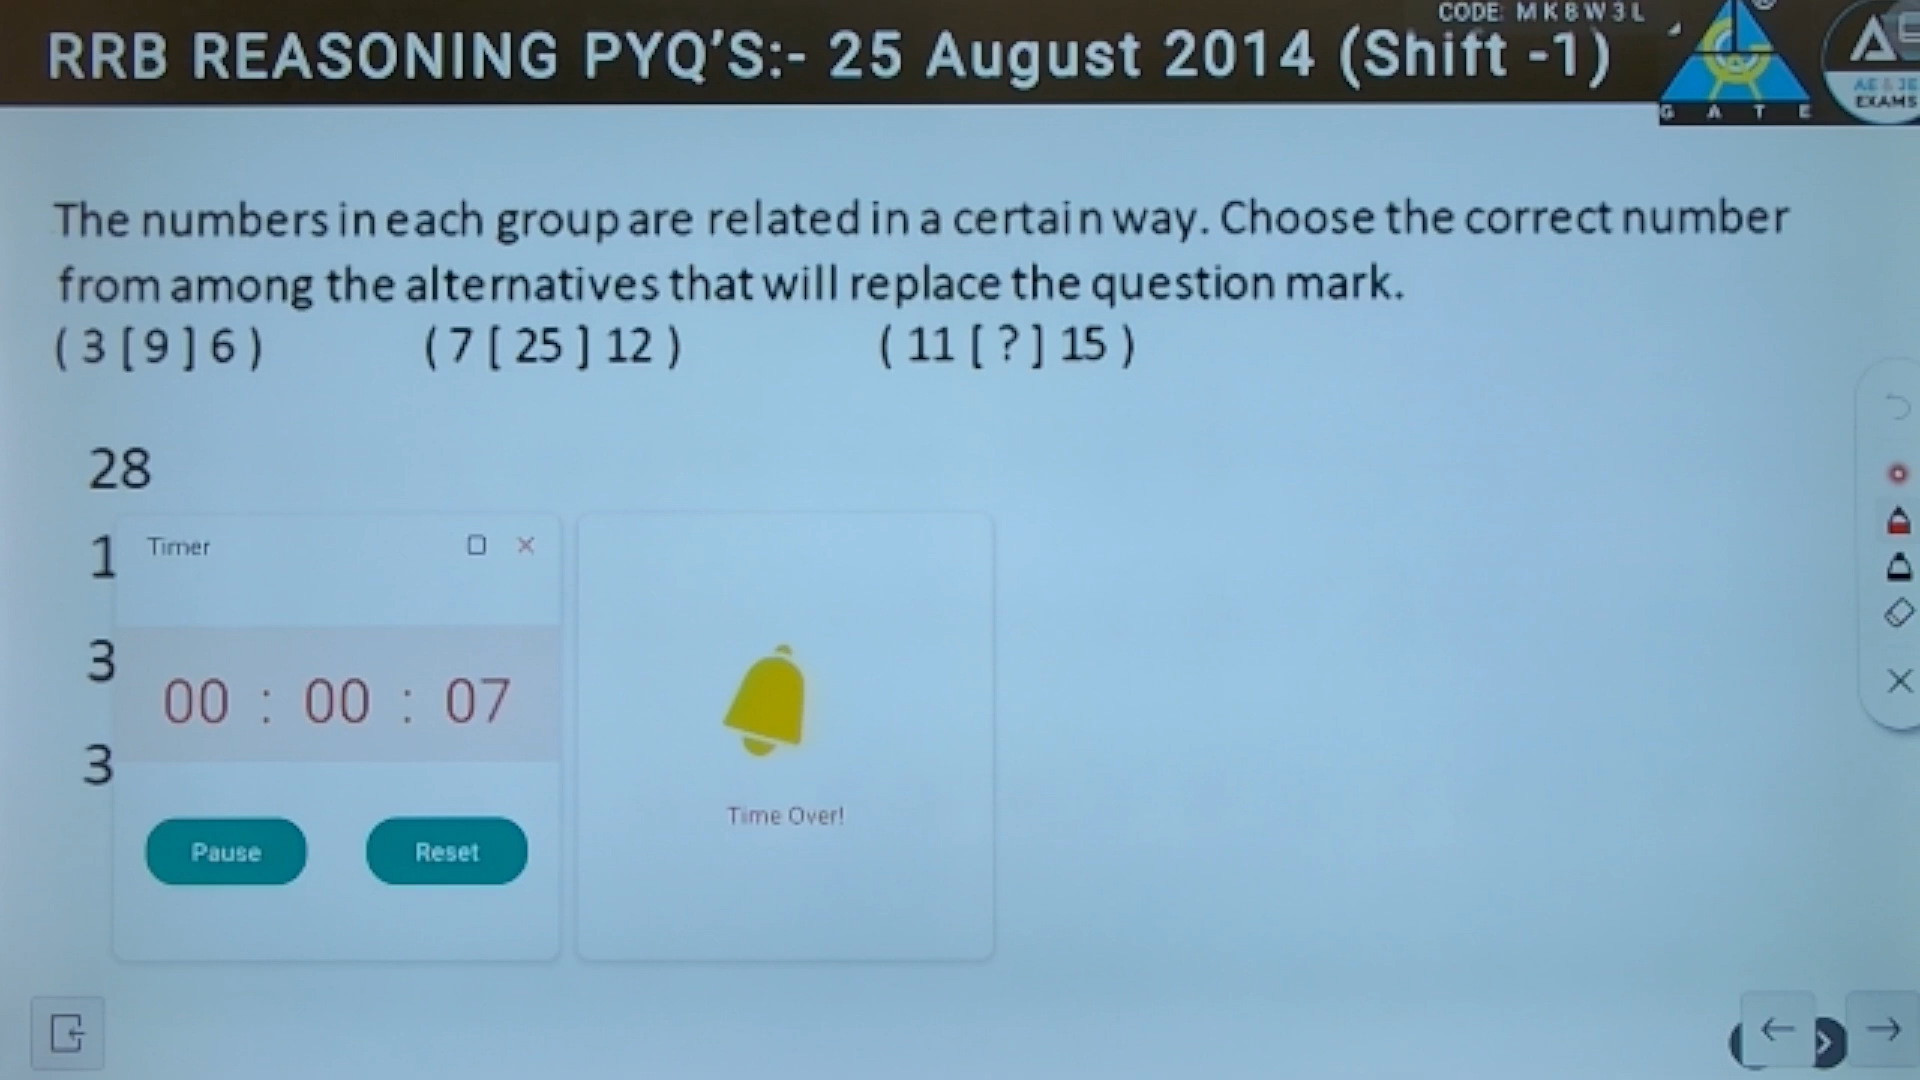 CODE: MK8W3L
RRB REASONING PYQ'S:- 25 August 2014 (Shift -1)
GATE
AE & JE
EXAMS
The numbers in each group are related in a certain way. Choose the correct number
from among the alternatives that will replace the question mark.
( 3 [ 9 ] 6 ) ( 7 [ 25 ] 12 ) ( 11 [ ? ] 15 )
28
1
3
3
Timer
00 : 00 : 07
Pause Reset
Time Over!